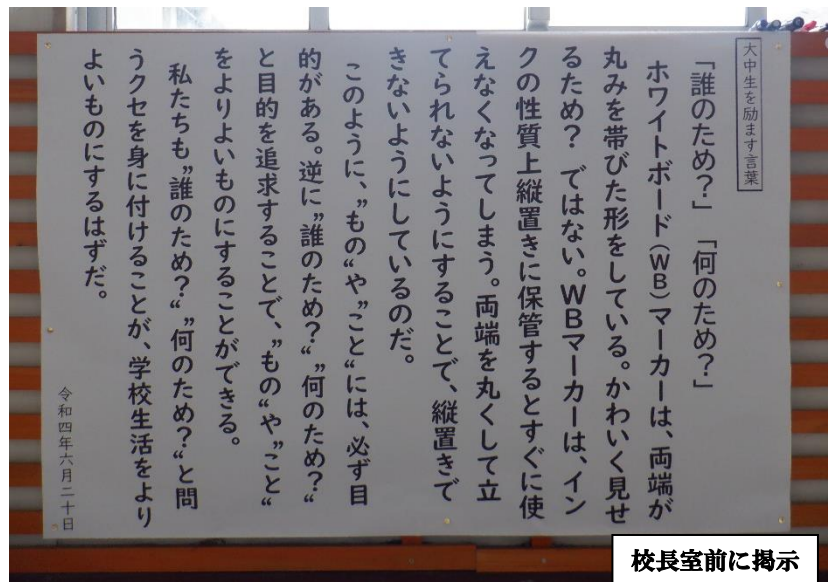 大中生を励ます言葉
「誰のため？」「何のため？」
ホワイトボード（ＷＢ）マーカーは、両端が
丸みを帯びた形をしている。かわいく見せ
るため？　ではない。ＷＢマーカーは、イン
クの性質上縦置きに保管するとすぐに使
えなくなってしまう。両端を丸くして立
てられないようにすることで、縦置きで
きないようにしているのだ。
このように、”もの“や”こと“には、必ず目
的がある。逆に”誰のため？“”何のため？“
と目的を追求することで、”もの“や”こと“
をよりよいものにすることができる。
私たちも”誰のため？“”何のため？“と問
うクセを身に付けることが、学校生活をより
よいものにするはずだ。
令和四年六月二十日
校長室前に掲示